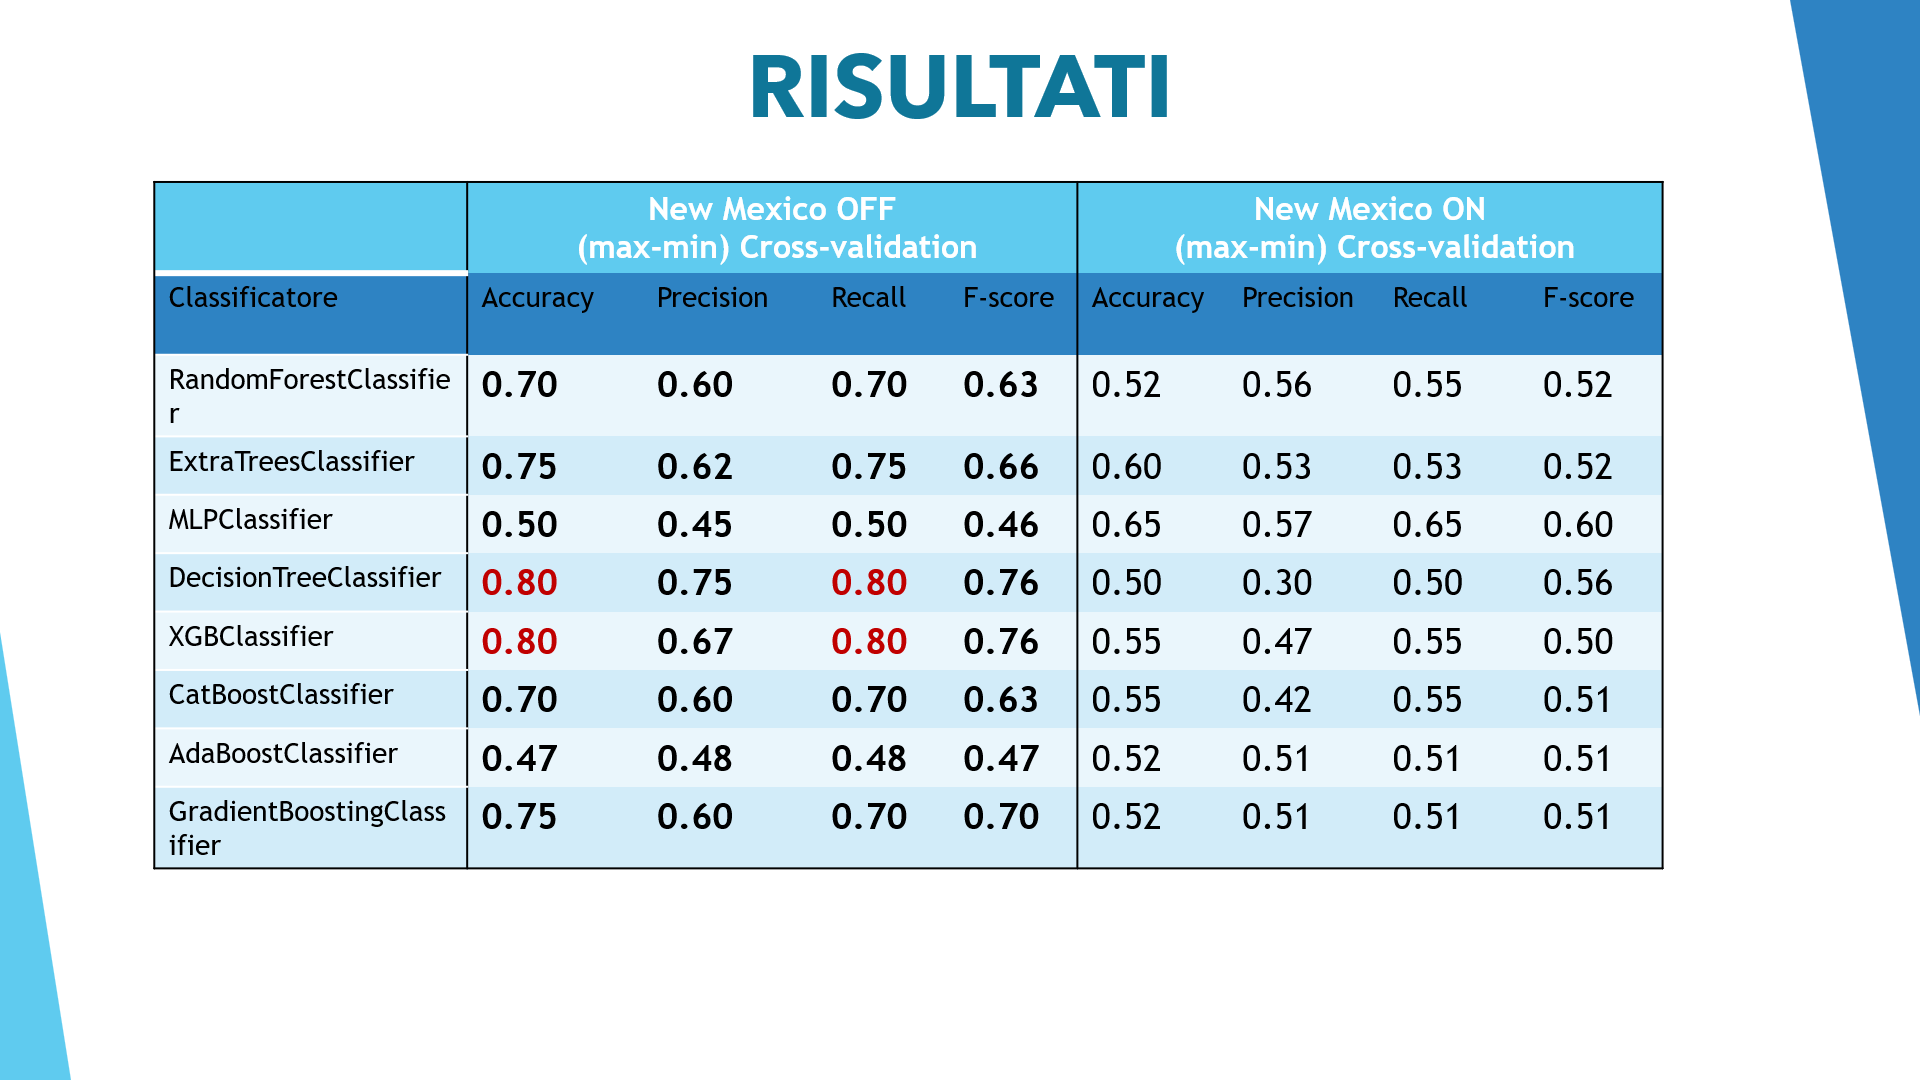 RISULTATI
New Mexico OFF
(max-min) Cross-validation
New Mexico ON
(max-min) Cross-validation
Classificatore Accuracy Precision Recall F-score Accuracy Precision Recall F-score
RandomForestClassifie
r
0.70 0.60 0.70 0.63 0.52 0.56 0.55 0.52
ExtraTreesClassifier 0.75 0.62 0.75 0.66 0.60 0.53 0.53 0.52
MLPClassifier 0.50 0.45 0.50 0.46 0.65 0.57 0.65 0.60
DecisionTreeClassifier 0.80 0.75 0.80 0.76 0.50 0.30 0.50 0.56
XGBClassifier 0.80 0.67 0.80 0.76 0.55 0.47 0.55 0.50
CatBoostClassifier 0.70 0.60 0.70 0.63 0.55 0.42 0.55 0.51
AdaBoostClassifier 0.47 0.48 0.48 0.47 0.52 0.51 0.51 0.51
GradientBoostingClass
ifier
0.75 0.60 0.70 0.70 0.52 0.51 0.51 0.51